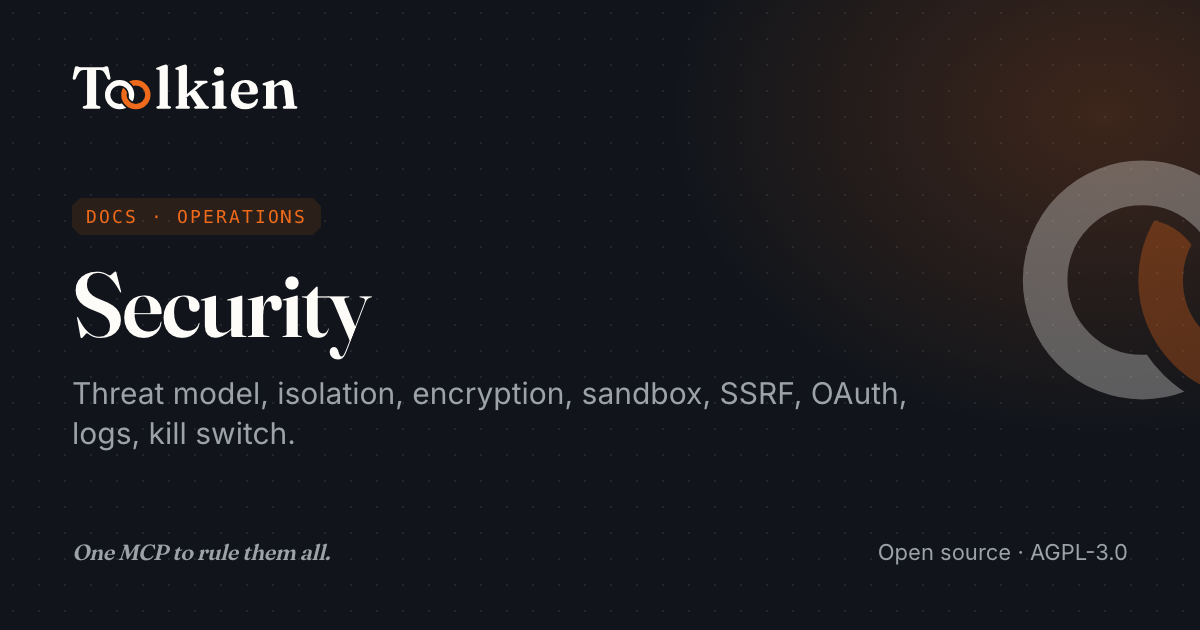 Toolkien
DOCS · OPERATIONS
Security
Threat model, isolation, encryption, sandbox, SSRF, OAuth,
logs, kill switch.
One MCP to rule them all.
Open source · AGPL-3.0